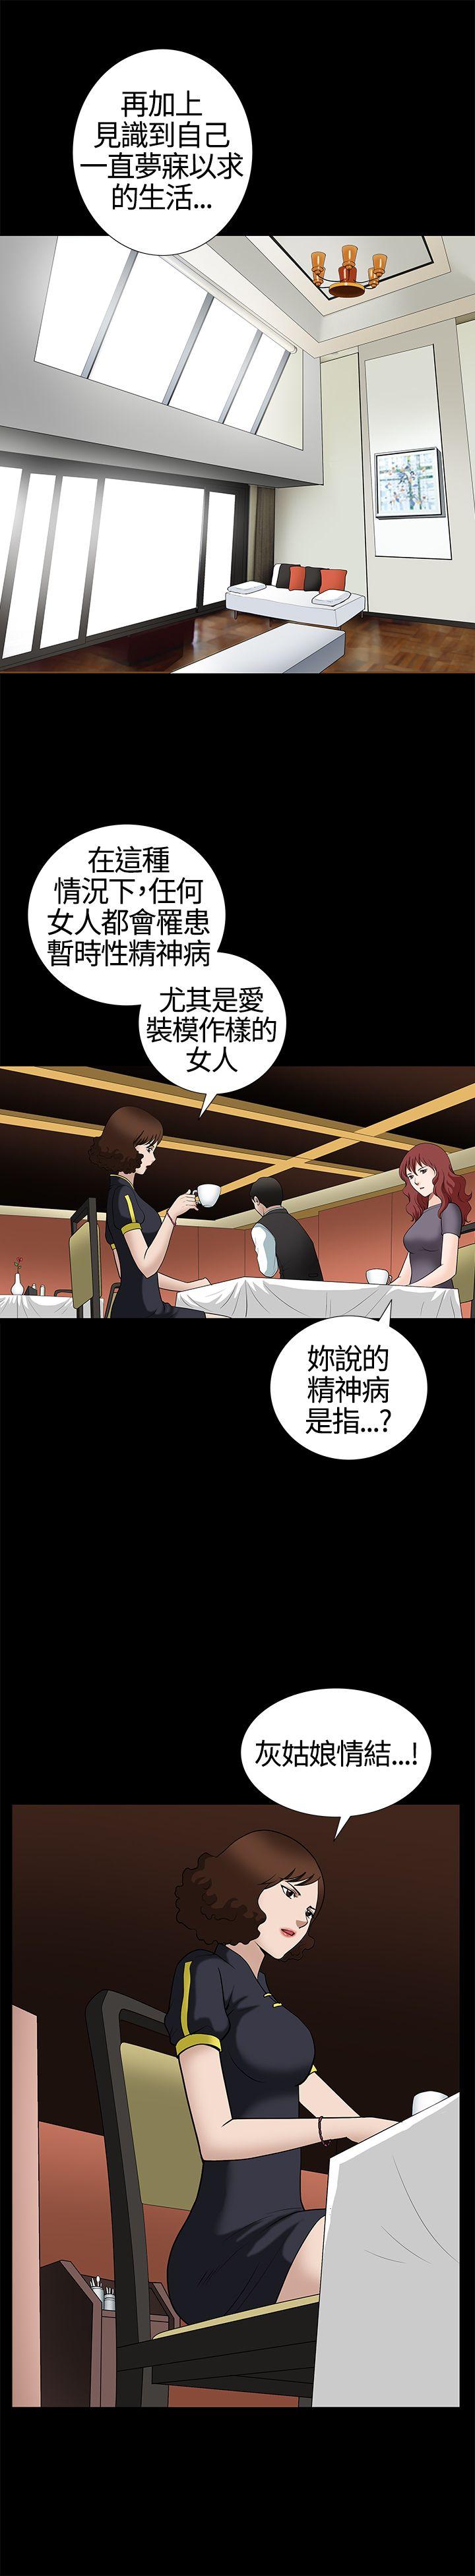 再加上
見識到自己
一直夢寐以求
的生活...
在這種
情況下,任何
女人都會罹患
暫時性精神病
尤其是愛
裝模作樣的
女人
妳說的
精神病
是指...?
灰姑娘情結...!